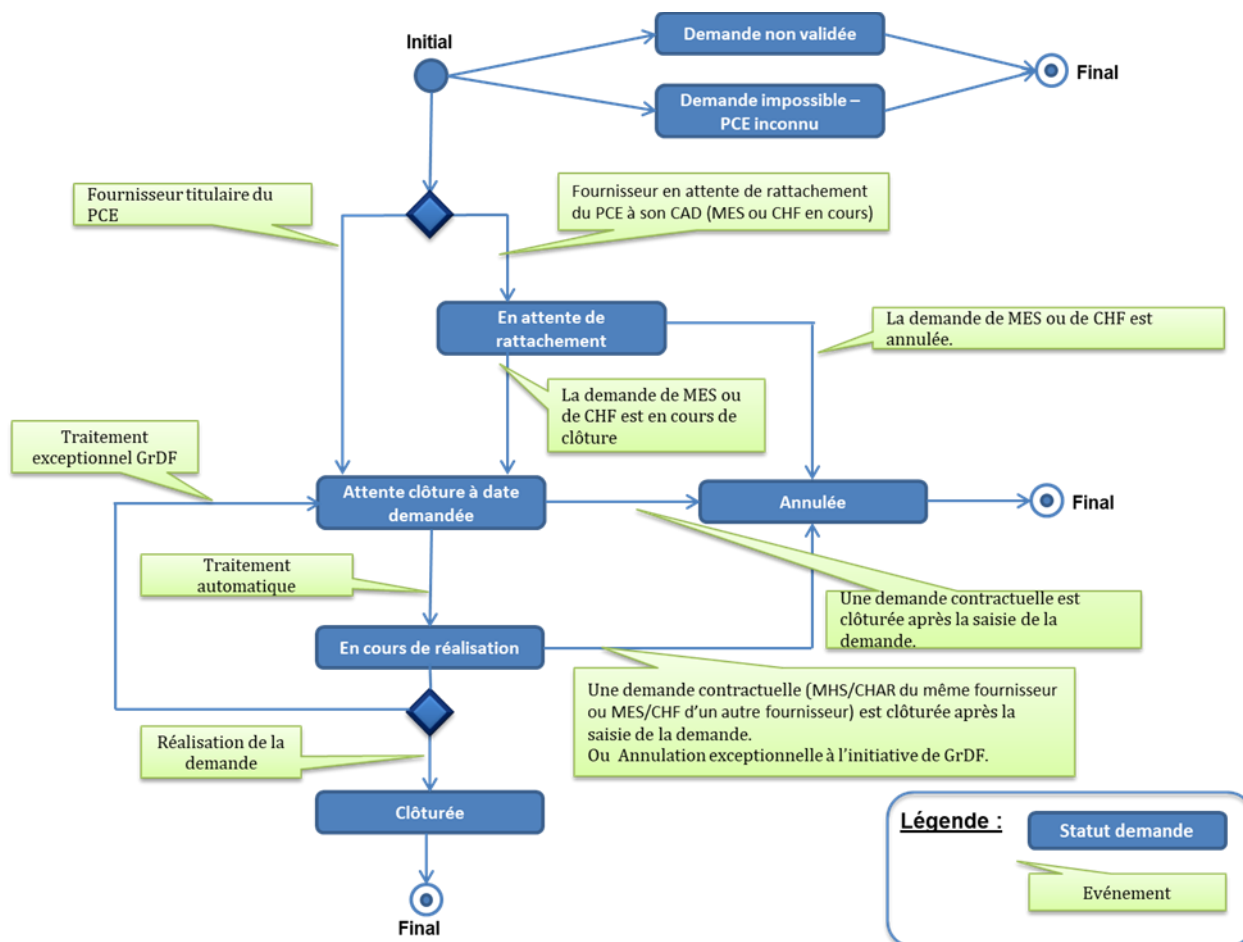 Initial
Demande non validée
Final
Demande impossible –
PCE inconnu
Fournisseur titulaire du
PCE
Fournisseur en attente de rattachement
du PCE à son CAD (MES ou CHF en cours)
En attente de
rattachement
La demande de MES ou de CHF est
annulée.
La demande de MES ou
de CHF est en cours de
clôture
Traitement
exceptionnel GrDF
Attente clôture à date
demandée
Annulée
Final
Traitement
automatique
Une demande contractuelle est
clôturée après la saisie de la
demande.
En cours de réalisation
Une demande contractuelle (MHS/CHAR du même fournisseur
ou MES/CHF d’un autre fournisseur) est clôturée après la
saisie de la demande.
Ou Annulation exceptionnelle à l’initiative de GrDF.
Réalisation de la
demande
Clôturée
Final
Légende :
Statut demande
Evénement